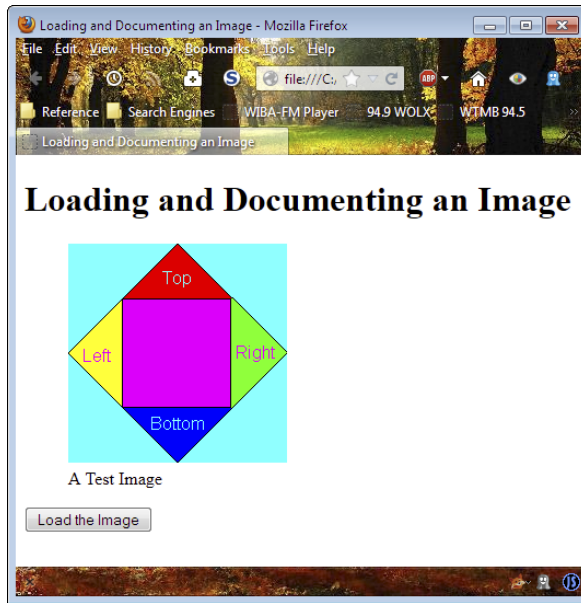 Loading and Documenting an Image - Mozilla Firefox
File Edit View History Bookmarks Tools Help
S file:///C:/ ABP
Reference Search Engines WIBA-FM Player 94.9 WOLX WTMB 94.5
Loading and Documenting an Image
Loading and Documenting an Image
Top
Left Right
Bottom
A Test Image
Load the Image
JS